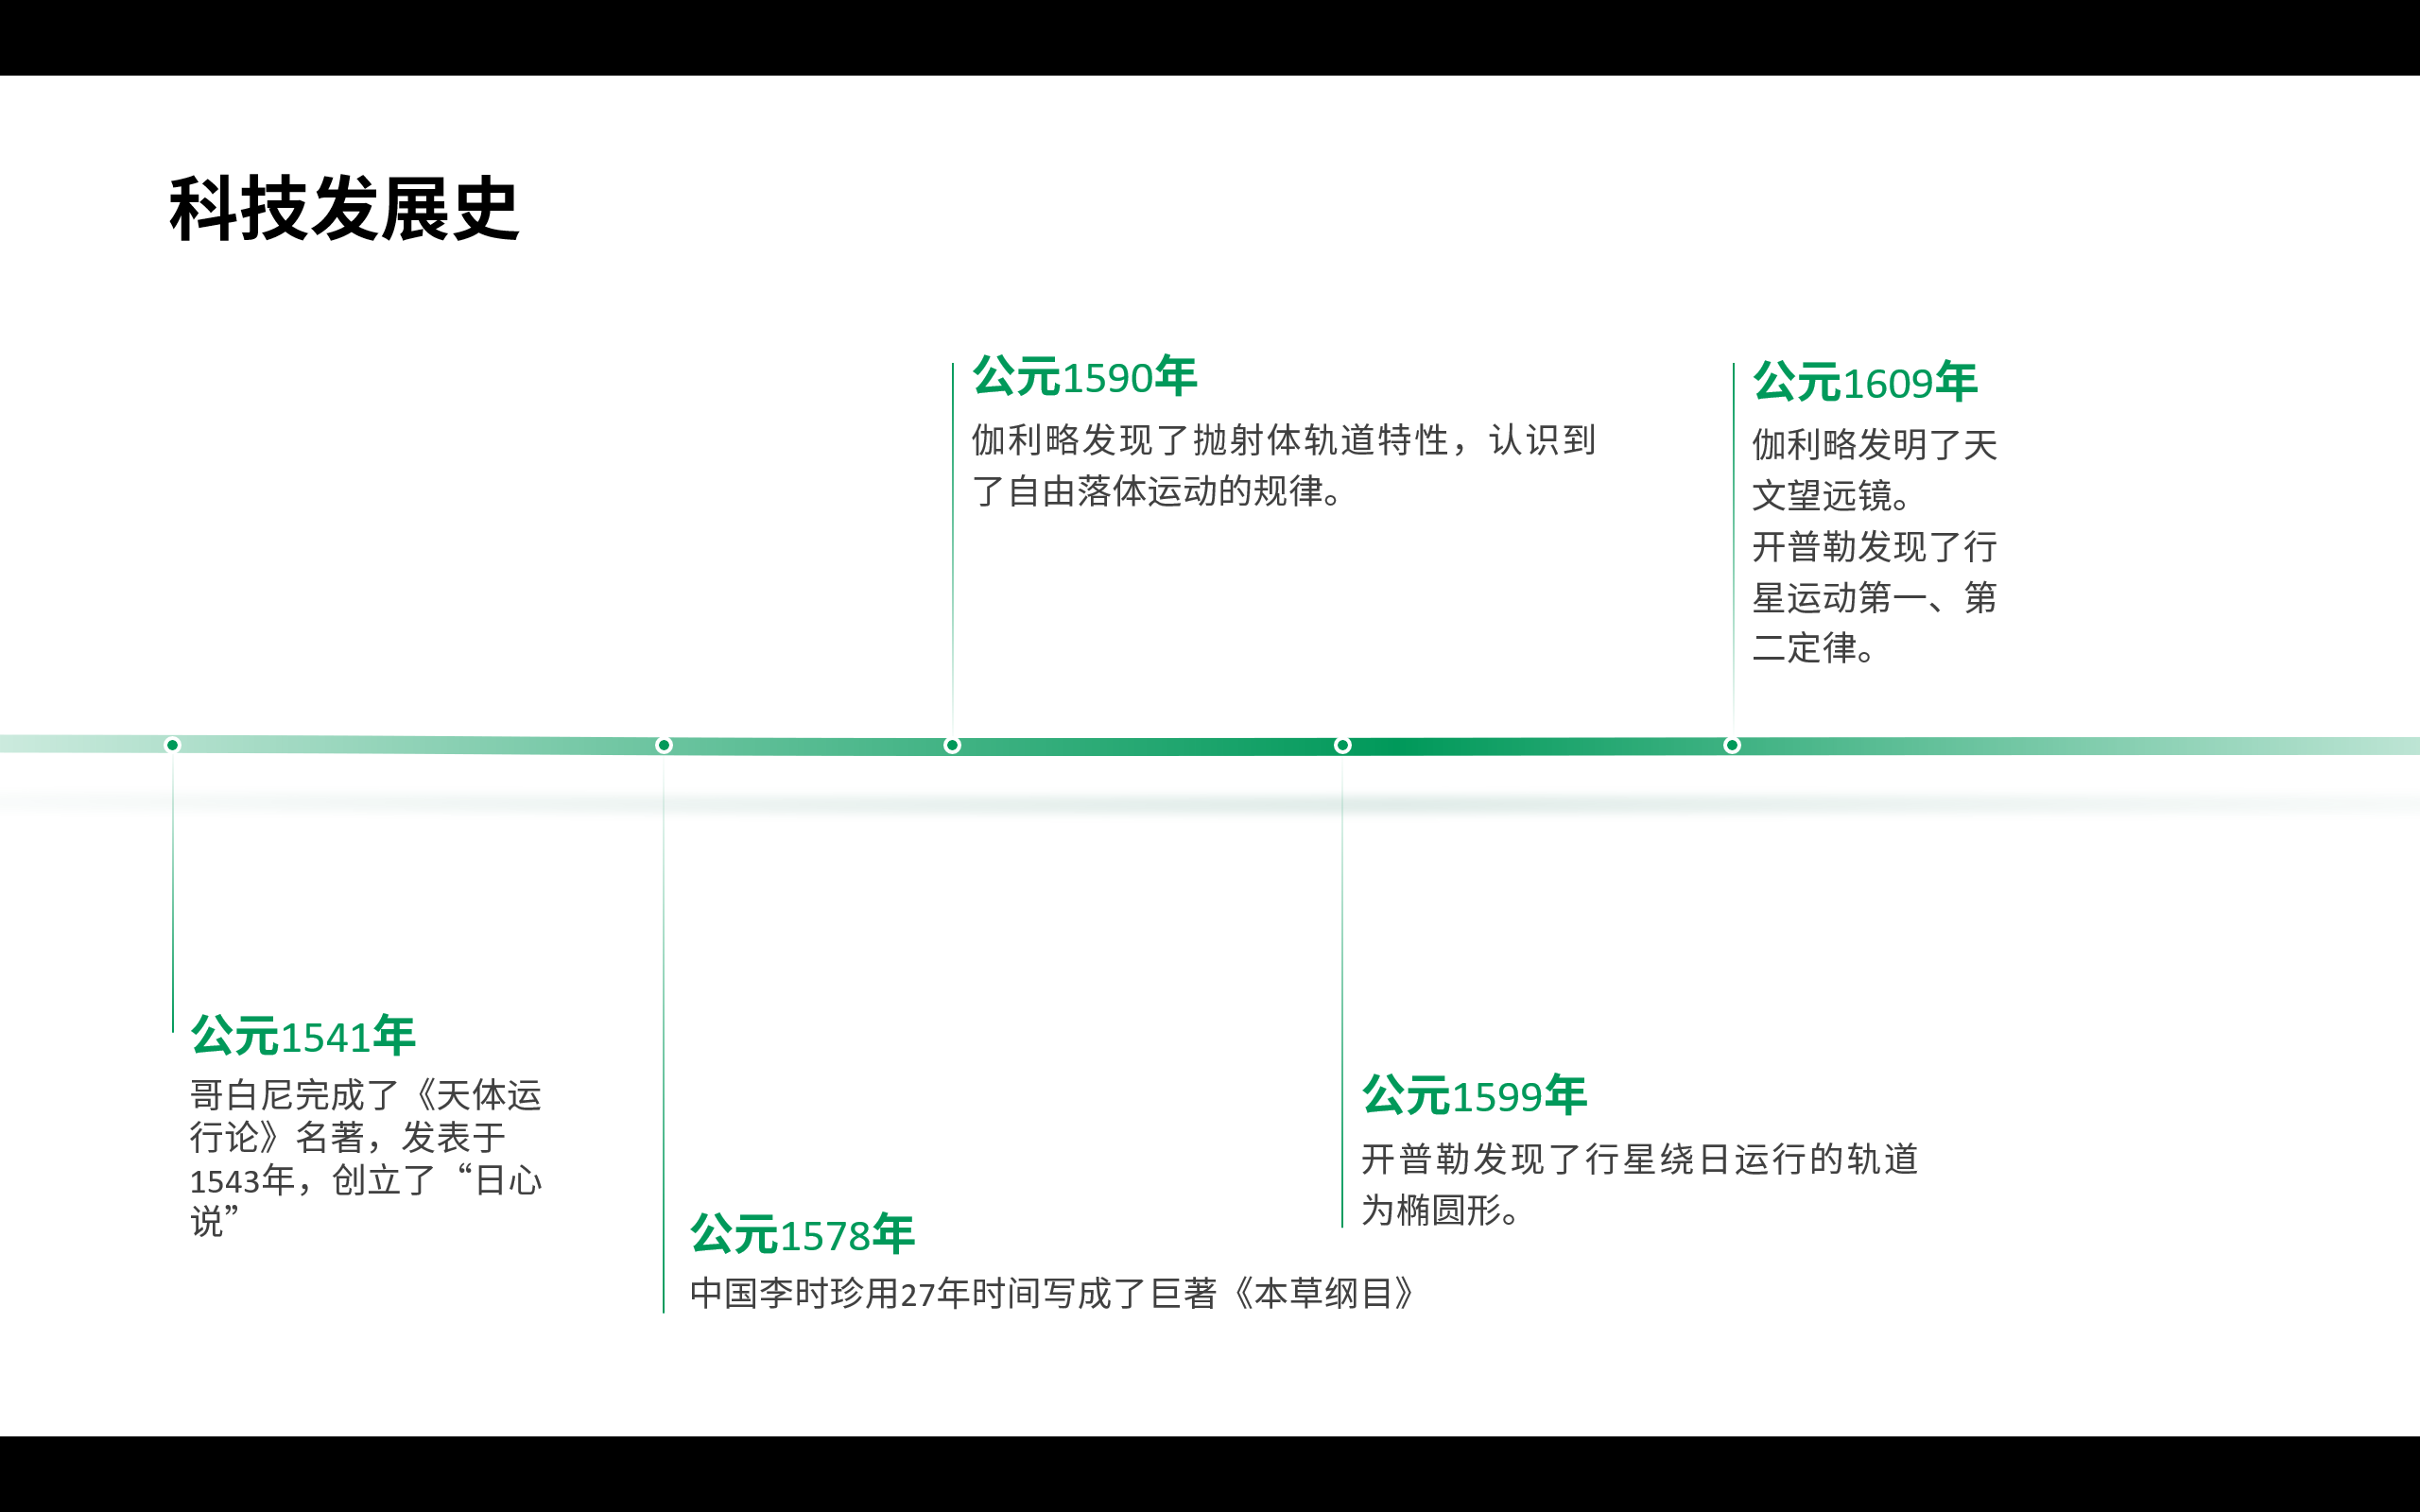 科技发展史
公元1590年
伽利略发现了抛射体轨道特性，认识到
了自由落体运动的规律。
公元1609年
伽利略发明了天
文望远镜。
开普勒发现了行
星运动第一、第
二定律。
公元1541年
哥白尼完成了《天体运
行论》名著，发表于
1543年，创立了“日心
说”
公元1578年
中国李时珍用27年时间写成了巨著《本草纲目》
公元1599年
开普勒发现了行星绕日运行的轨道
为椭圆形。